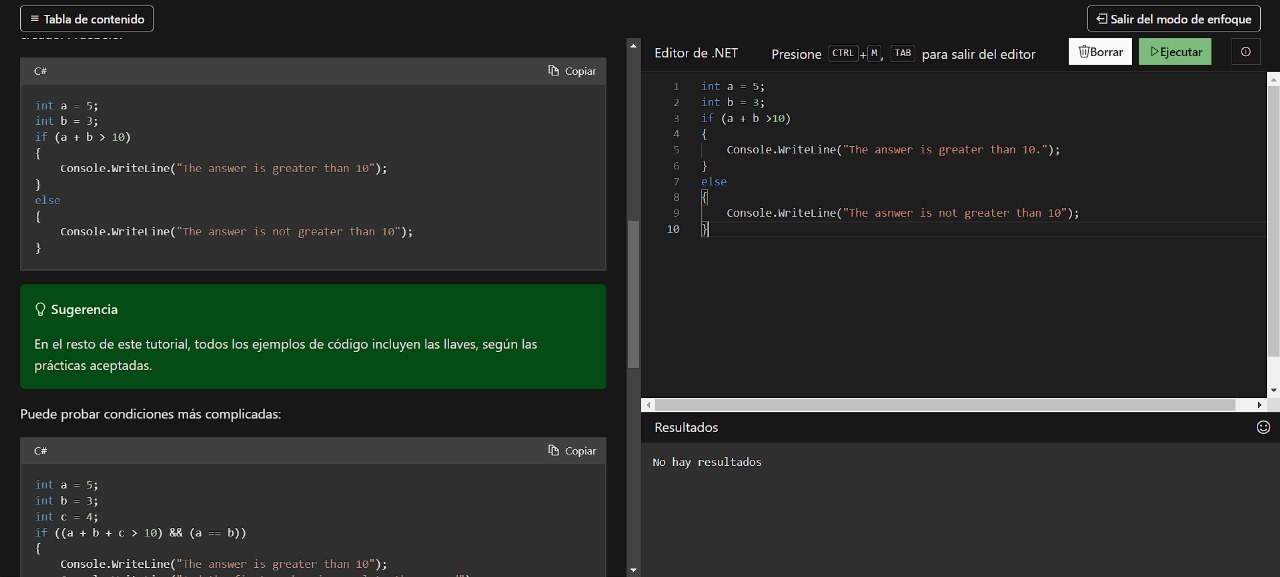 Tabla de contenido
Salir del modo de enfoque
C#
Copiar
int a = 5;
int b = 3;
if (a + b > 10)
{
    Console.WriteLine("The answer is greater than 10");
}
else
{
    Console.WriteLine("The answer is not greater than 10");
}
Sugerencia
En el resto de este tutorial, todos los ejemplos de código incluyen las llaves, según las
prácticas aceptadas.
Puede probar condiciones más complicadas:
C#
Copiar
int a = 5;
int b = 3;
int c = 4;
if ((a + b + c > 10) && (a == b))
{
    Console.WriteLine("The answer is greater than 10");
Editor de .NET
Presione CTRL + M , TAB para salir del editor
Borrar
Ejecutar
1 int a = 5;
2 int b = 3;
3 if (a + b >10)
4 {
5     Console.WriteLine("The answer is greater than 10.");
6 }
7 else
8 {
9     Console.WriteLine("The asnwer is not greater than 10");
10 }
Resultados
No hay resultados